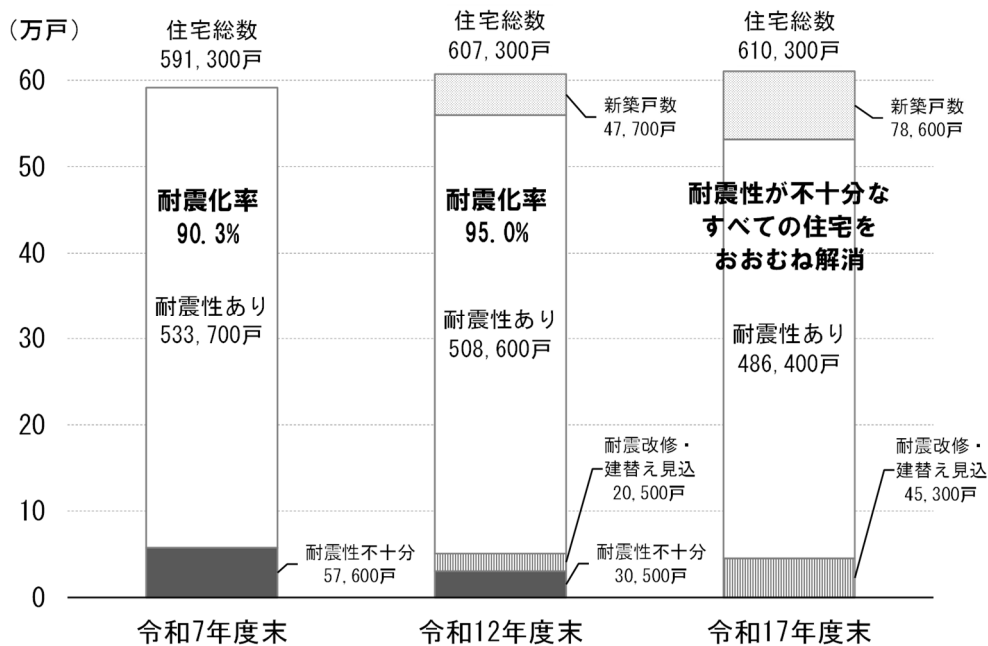 (万戸)
60
50
40
30
20
10
0
住宅総数
591,300戸
耐震化率
90.3%
耐震性あり
533,700戸
耐震性不十分
57,600戸
令和7年度末
住宅総数
607,300戸
新築戸数
47,700戸
耐震化率
95.0%
耐震性あり
508,600戸
耐震改修・
建替え見込
20,500戸
耐震性不十分
30,500戸
令和12年度末
住宅総数
610,300戸
新築戸数
78,600戸
耐震性が不十分な
すべての住宅を
おおむね解消
耐震性あり
486,400戸
耐震改修・
建替え見込
45,300戸
令和17年度末